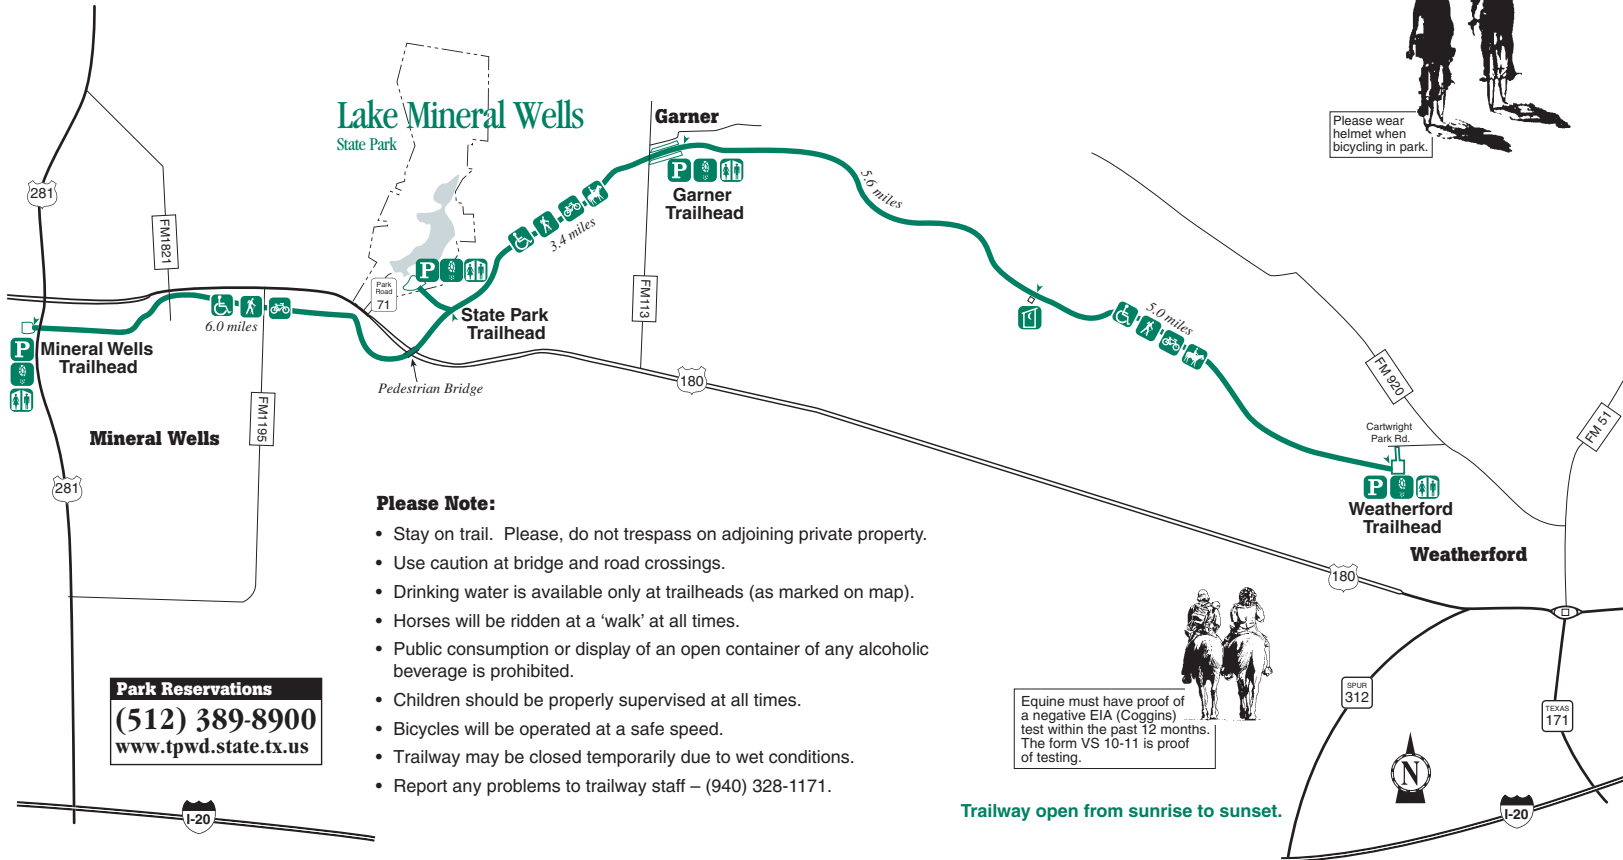 Lake Mineral Wells
State Park
Garner
P
Garner
Trailhead
5.6 miles
3.4 miles
281
FM1821
Park
Road
71
P
State Park
Trailhead
FM113
6.0 miles
P
Mineral Wells
Trailhead
Pedestrian Bridge
180
5.0 miles
FM 920
FM 51
Cartwright
Park Rd.
P
Weatherford
Trailhead
Weatherford
Mineral Wells
FM1195
281
180
Please wear
helmet when
bicycling in park.
Please Note:
• Stay on trail. Please, do not trespass on adjoining private property.
• Use caution at bridge and road crossings.
• Drinking water is available only at trailheads (as marked on map).
• Horses will be ridden at a ‘walk’ at all times.
• Public consumption or display of an open container of any alcoholic
beverage is prohibited.
• Children should be properly supervised at all times.
• Bicycles will be operated at a safe speed.
• Trailway may be closed temporarily due to wet conditions.
• Report any problems to trailway staff – (940) 328-1171.
Park Reservations
(512) 389-8900
www.tpwd.state.tx.us
I-20
Equine must have proof of
a negative EIA (Coggins)
test within the past 12 months.
The form VS 10-11 is proof
of testing.
Trailway open from sunrise to sunset.
SPUR
312
TEXAS
171
N
I-20